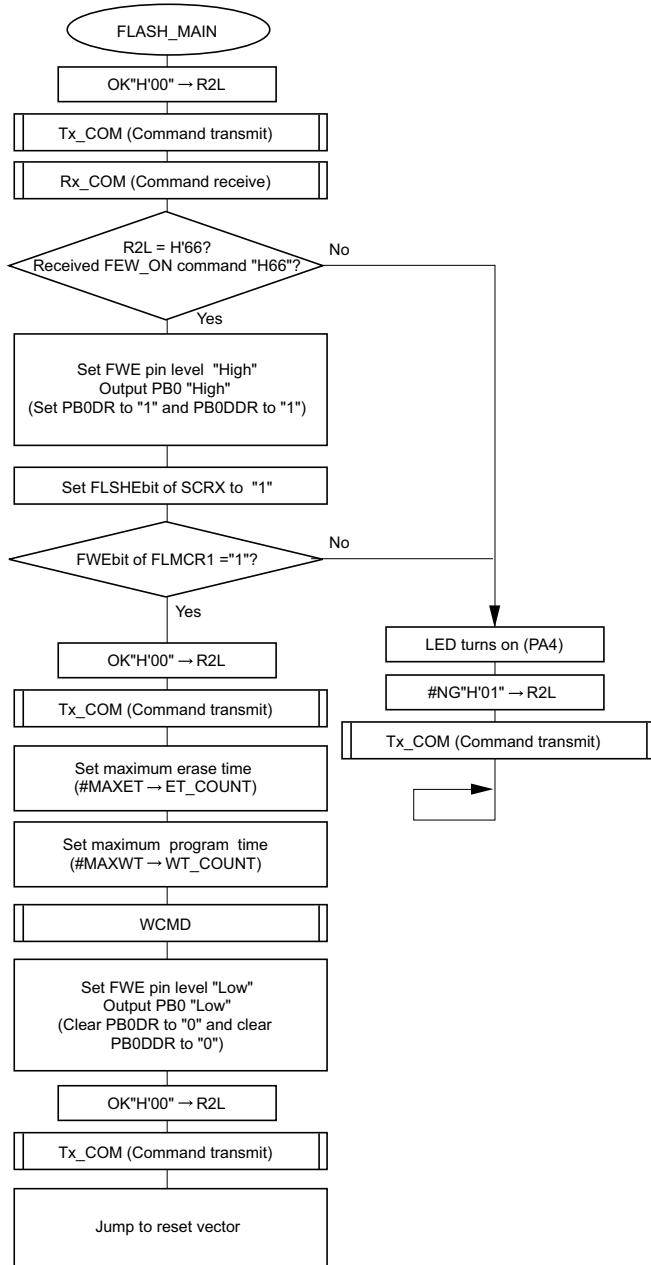 FLASH_MAIN
OK"H'00" → R2L
Tx_COM (Command transmit)
Rx_COM (Command receive)
R2L = H'66?
Received FEW_ON command "H66"?
No
Yes
Set FWE pin level "High"
Output PB0 "High"
(Set PB0DR to "1" and PB0DDR to "1")
Set FLSHEbit of SCRX to "1"
FWEbit of FLMCR1 ="1"?
No
Yes
OK"H'00" → R2L
Tx_COM (Command transmit)
Set maximum erase time
(#MAXET → ET_COUNT)
Set maximum program time
(#MAXWT → WT_COUNT)
WCMD
Set FWE pin level "Low"
Output PB0 "Low"
(Clear PB0DR to "0" and clear
PB0DDR to "0")
OK"H'00" → R2L
Tx_COM (Command transmit)
Jump to reset vector
LED turns on (PA4)
#NG"H'01" → R2L
Tx_COM (Command transmit)